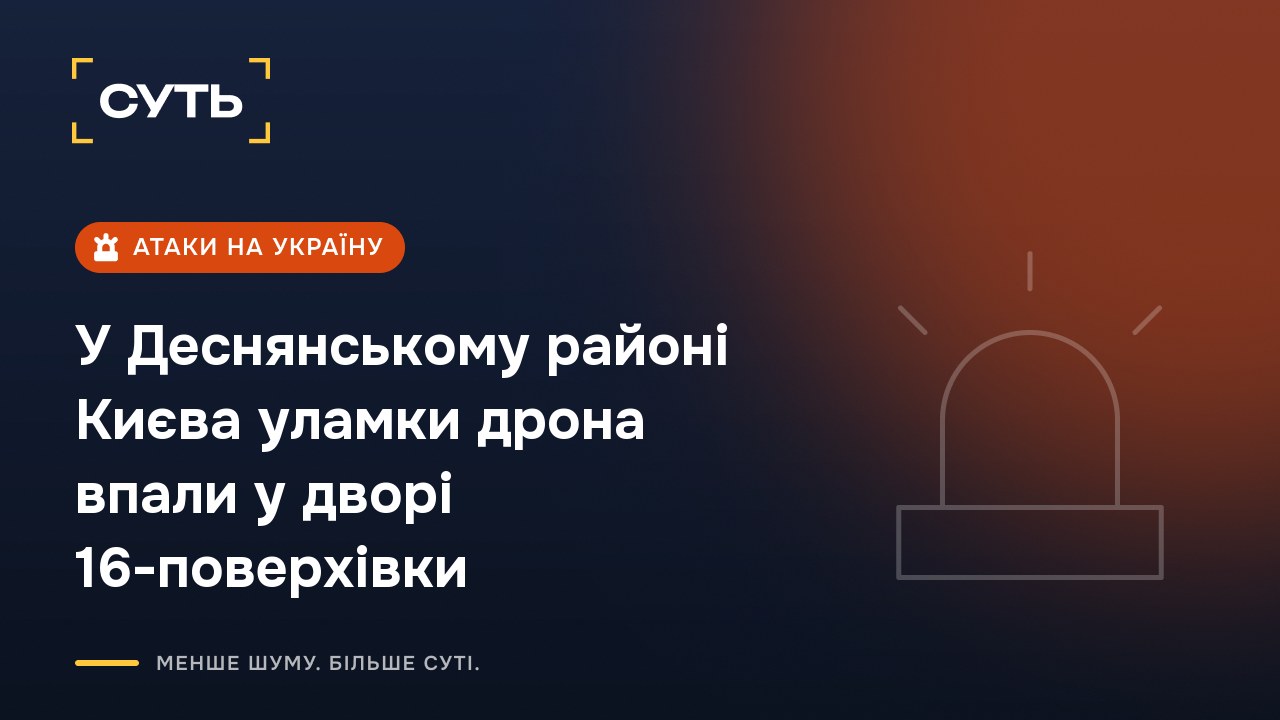 СУТЬ
АТАКИ НА УКРАЇНУ
У Деснянському районі
Києва уламки дрона
впали у дворі
16-поверхівки
МЕНШЕ ШУМУ. БІЛЬШЕ СУТІ.